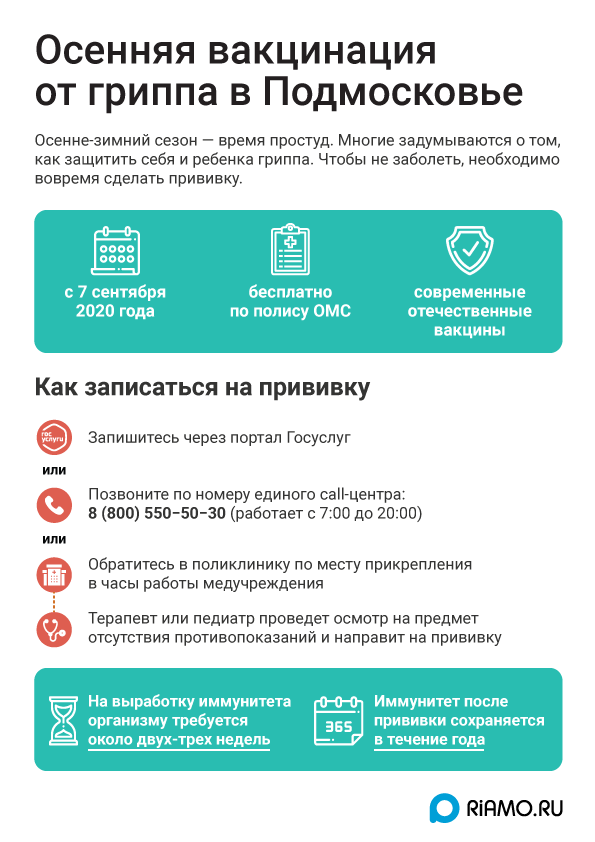 Осенняя вакцинация
от гриппа в Подмосковье
Осенне-зимний сезон — время простуд. Многие задумываются о том,
как защитить себя и ребенка гриппа. Чтобы не заболеть, необходимо
вовремя сделать прививку.
с 7 сентября
2020 года
бесплатно
по полису ОМС
современные
отечественные
вакцины
Как записаться на прививку
гос
услуги
Запишитесь через портал Госуслуг
или
Позвоните по номеру единого call-центра:
8 (800) 550-50-30 (работает с 7:00 до 20:00)
или
Обратитесь в поликлинику по месту прикрепления
в часы работы медучреждения
Терапевт или педиатр проведет осмотр на предмет
отсутствия противопоказаний и направит на прививку
На выработку иммунитета
организму требуется
около двух-трех недель
365
Иммунитет после
прививки сохраняется
в течение года
RIAMO.RU